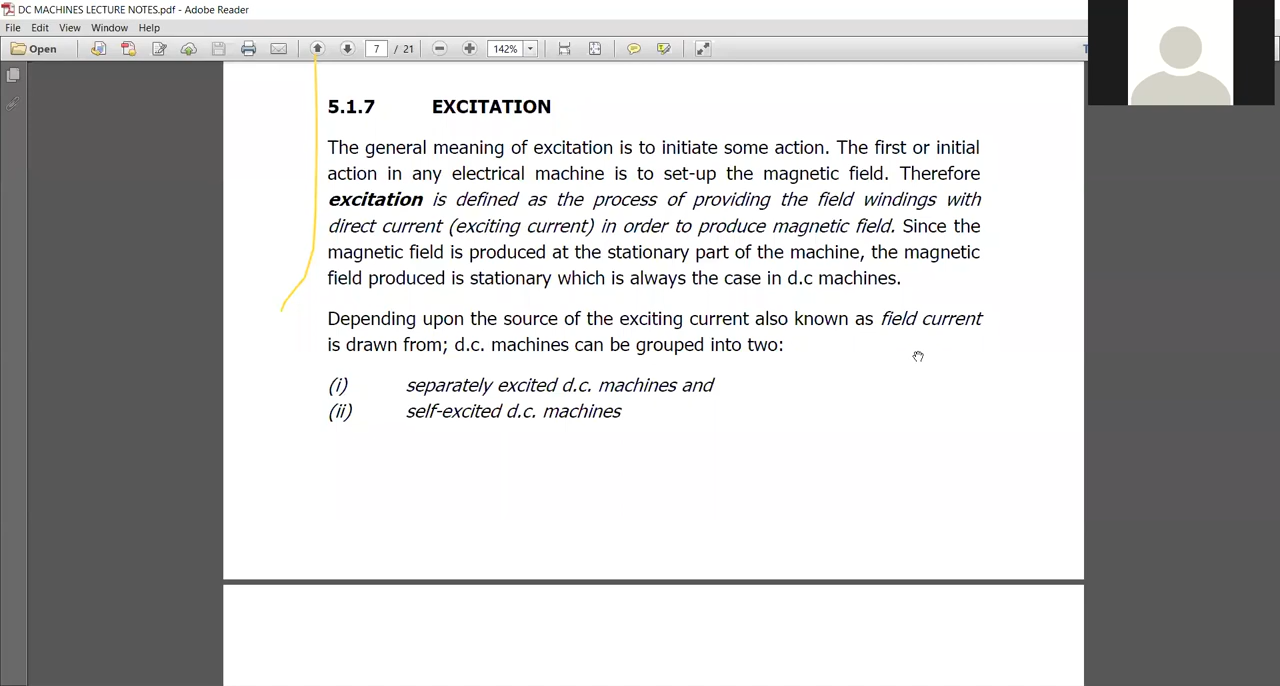 DC MACHINES LECTURE NOTES.pdf - Adobe Reader
File Edit View Window Help
Open 7 / 21 142% T
5.1.7 EXCITATION
The general meaning of excitation is to initiate some action. The first or initial
action in any electrical machine is to set-up the magnetic field. Therefore
excitation is defined as the process of providing the field windings with
direct current (exciting current) in order to produce magnetic field. Since the
magnetic field is produced at the stationary part of the machine, the magnetic
field produced is stationary which is always the case in d.c machines.
Depending upon the source of the exciting current also known as field current
is drawn from; d.c. machines can be grouped into two:
(i) separately excited d.c. machines and
(ii) self-excited d.c. machines